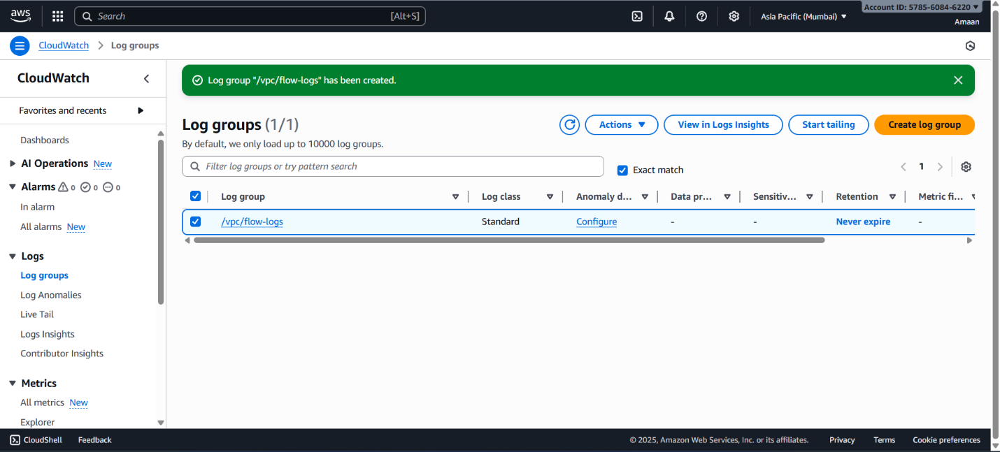 aws
Search [Alt+S]
Asia Pacific (Mumbai)
Account ID: 5785-6084-6220
Amaan
CloudWatch
Log groups
CloudWatch
Favorites and recents
Dashboards
AI Operations New
Alarms 0 0 0
In alarm
All alarms New
Logs
Log groups
Log Anomalies
Live Tail
Logs Insights
Contributor Insights
Metrics
All metrics New
Explorer
Log group "/vpc/flow-logs" has been created.
Log groups (1/1)
Actions
View in Logs Insights
Start tailing
Create log group
By default, we only load up to 10000 log groups.
Filter log groups or try pattern search
Exact match
1
Log group Log class Anomaly d... Data pr... Sensitiv... Retention Metric fi...
/vpc/flow-logs Standard Configure - - Never expire -
CloudShell Feedback © 2025, Amazon Web Services, Inc. or its affiliates. Privacy Terms Cookie preferences